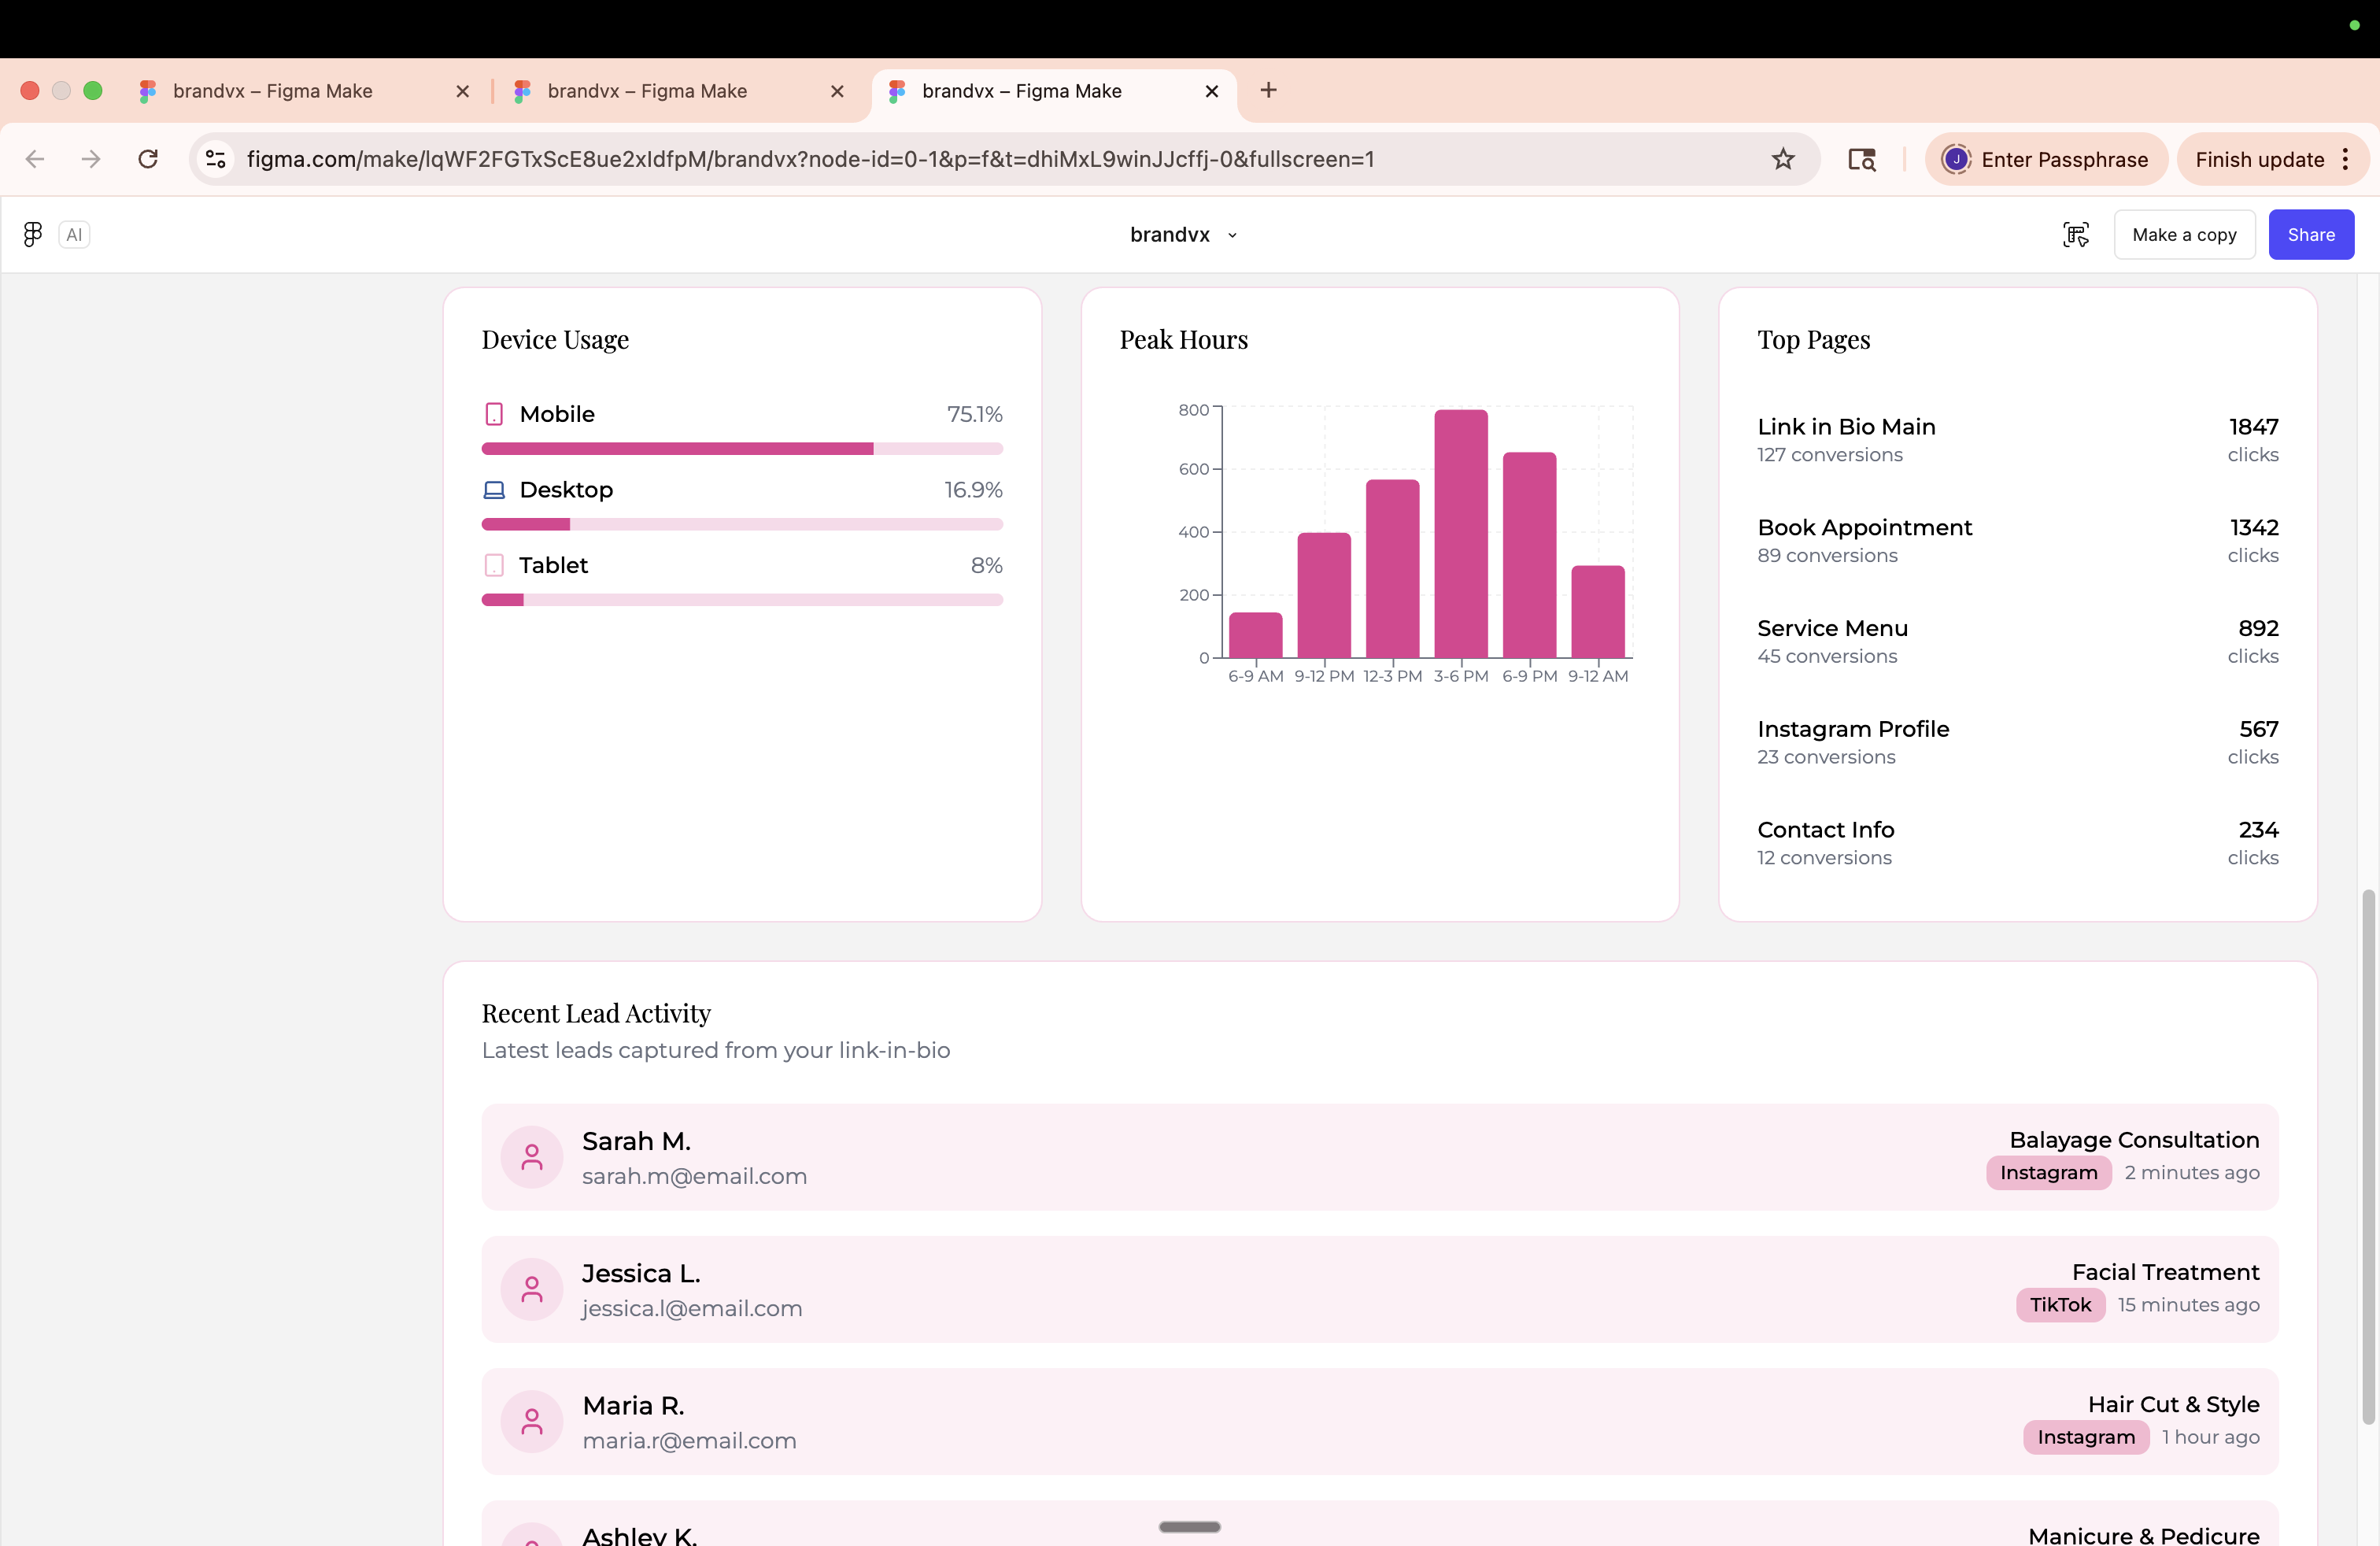 brandvx – Figma Make
brandvx – Figma Make
brandvx – Figma Make
figma.com/make/lqWF2FGTxScE8ue2xIdfpM/brandvx?node-id=0-1&p=f&t=dhiMxL9winJJcffj-0&fullscreen=1
J
Enter Passphrase
Finish update
AI
brandvx
Make a copy
Share
Device Usage
Mobile 75.1%
Desktop 16.9%
Tablet 8%
Peak Hours
800
600
400
200
0
6-9 AM 9-12 PM 12-3 PM 3-6 PM 6-9 PM 9-12 AM
Top Pages
Link in Bio Main 1847
127 conversions clicks
Book Appointment 1342
89 conversions clicks
Service Menu 892
45 conversions clicks
Instagram Profile 567
23 conversions clicks
Contact Info 234
12 conversions clicks
Recent Lead Activity
Latest leads captured from your link-in-bio
Sarah M. Balayage Consultation
sarah.m@email.com Instagram 2 minutes ago
Jessica L. Facial Treatment
jessica.l@email.com TikTok 15 minutes ago
Maria R. Hair Cut & Style
maria.r@email.com Instagram 1 hour ago
Ashley K. Manicure & Pedicure